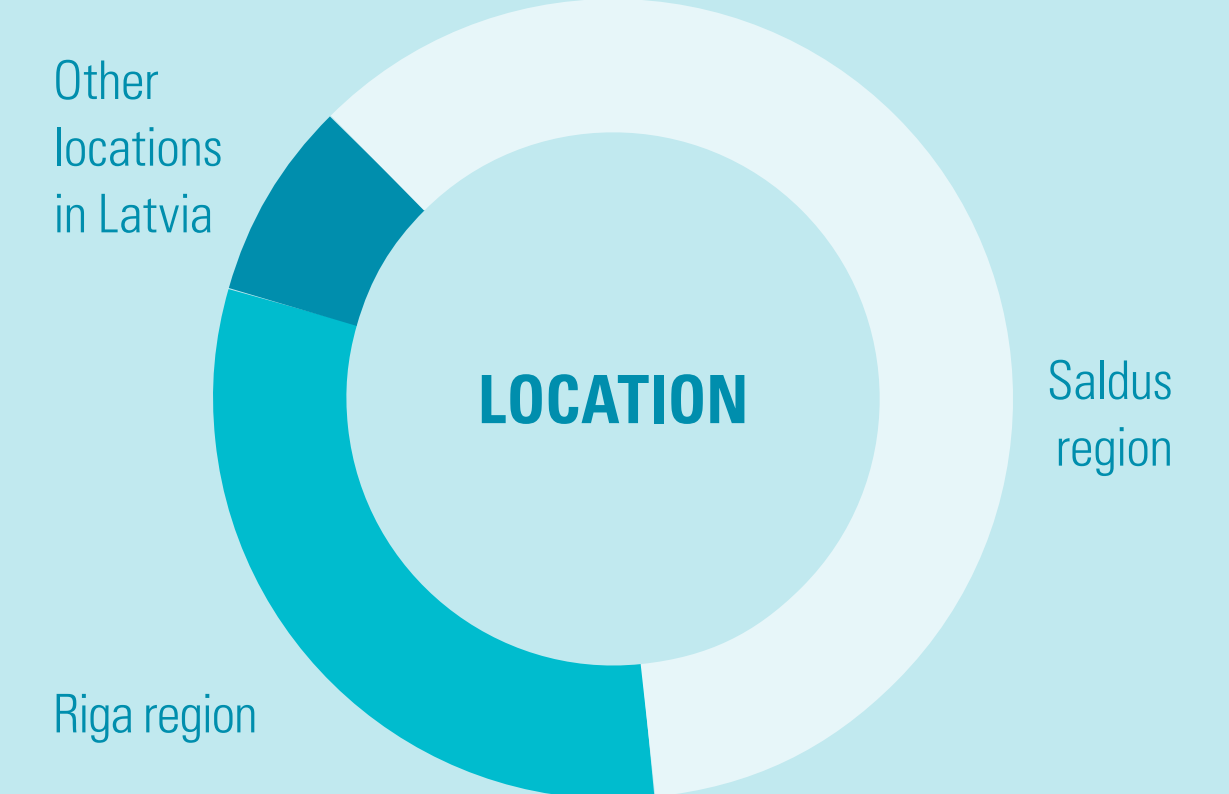 Other
locations
in Latvia
LOCATION
Saldus
region
Riga region